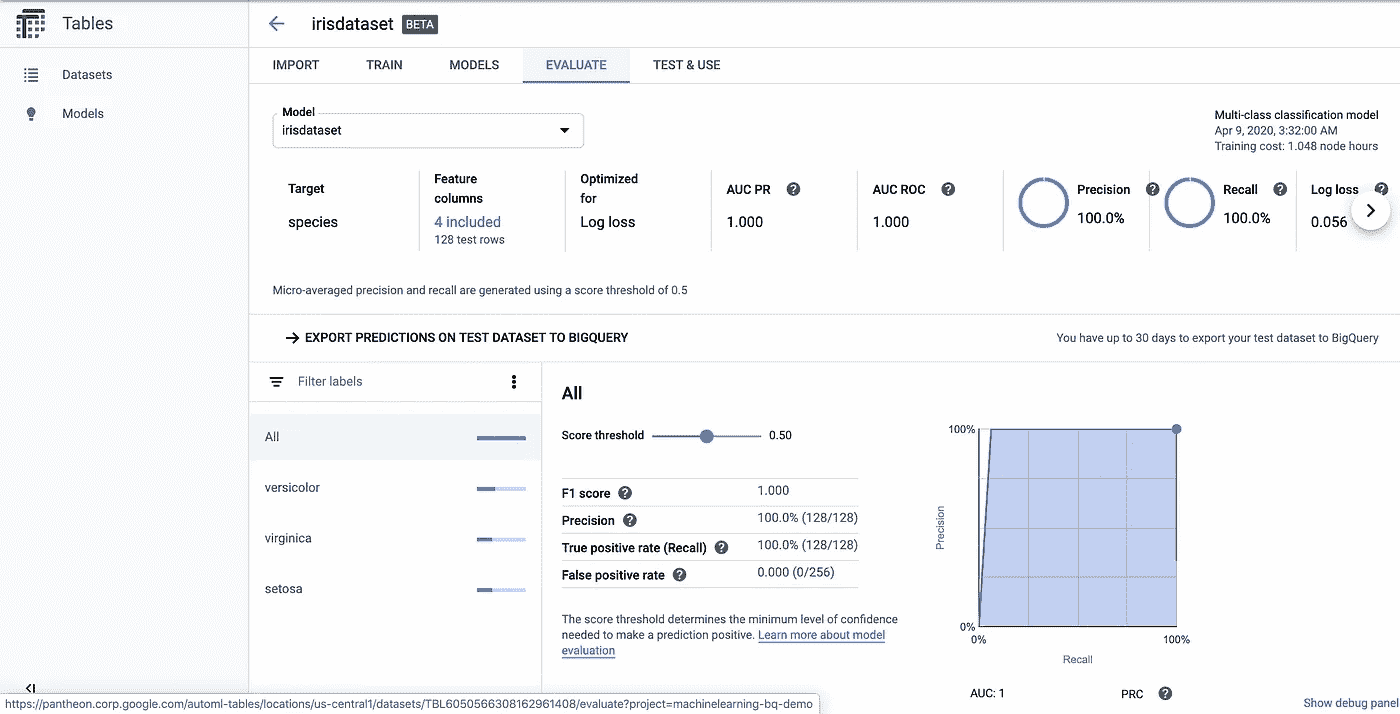 Tables
irisdataset BETA
IMPORT TRAIN MODELS EVALUATE TEST & USE
Datasets
Models
Model
irisdataset
Multi-class classification model
Apr 9, 2020, 3:32:00 AM
Training cost: 1.048 node hours
Target
species
Feature
columns
4 included
128 test rows
Optimized
for
Log loss
AUC PR
1.000
AUC ROC
1.000
Precision
100.0%
Recall
100.0%
Log loss
0.056
Micro-averaged precision and recall are generated using a score threshold of 0.5
EXPORT PREDICTIONS ON TEST DATASET TO BIGQUERY
You have up to 30 days to export your test dataset to BigQuery
Filter labels
All
versicolor
virginica
setosa
All
Score threshold 0.50
F1 score 1.000
Precision 100.0% (128/128)
True positive rate (Recall) 100.0% (128/128)
False positive rate 0.000 (0/256)
The score threshold determines the minimum level of confidence
needed to make a prediction positive. Learn more about model
evaluation
100%
Precision
0%
0% 100%
Recall
AUC: 1 PRC
Show debug panel
https://pantheon.corp.google.com/automl-tables/locations/us-central1/datasets/TBL6050566308162961408/evaluate?project=machinelearning-bq-demo